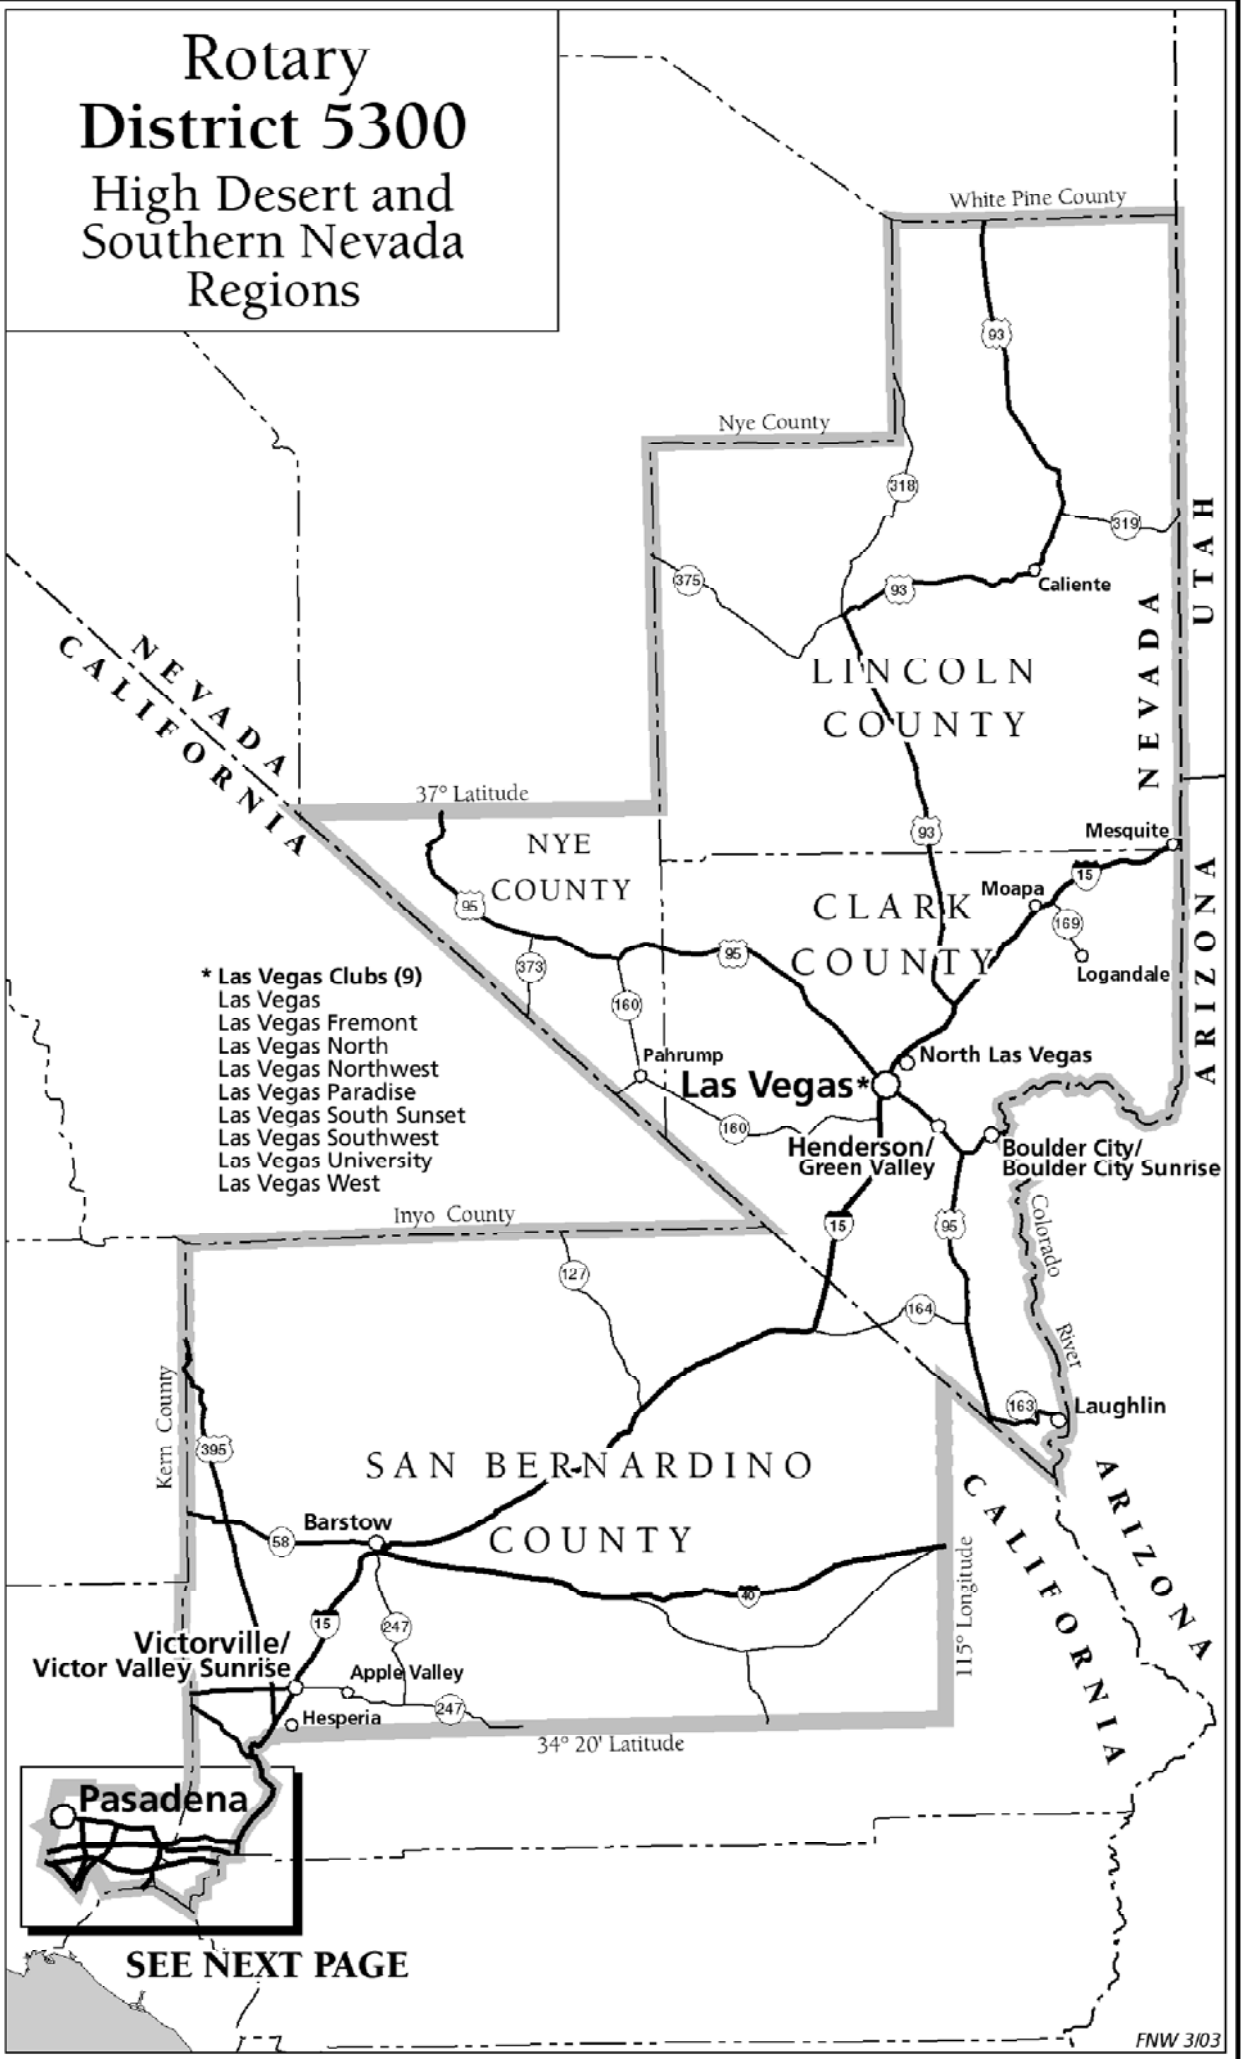 Rotary
District 5300
High Desert and
Southern Nevada
Regions
White Pine County
93
Nye County
318
319
375
93
Caliente
UTAH
NEVADA
NEVADA
CALIFORNIA
LINCOLN
COUNTY
37° Latitude
NYE
COUNTY
93
Mesquite
15
Moapa
CLARK
COUNTY
169
Logandale
ARIZONA
95
95
373
160
* Las Vegas Clubs (9)
Las Vegas
Las Vegas Fremont
Las Vegas North
Las Vegas Northwest
Las Vegas Paradise
Las Vegas South Sunset
Las Vegas Southwest
Las Vegas University
Las Vegas West
Pahrump
North Las Vegas
Las Vegas*
160
Henderson/
Green Valley
Boulder City/
Boulder City Sunrise
Inyo County
15
95
Colorado
River
127
164
Kern County
163
Laughlin
395
SAN BERNARDINO
COUNTY
CALIFORNIA
ARIZONA
Barstow
58
40
115° Longitude
15
247
Victorville/
Victor Valley Sunrise
Apple Valley
247
Hesperia
34° 20' Latitude
Pasadena
SEE NEXT PAGE
FNW 3/03